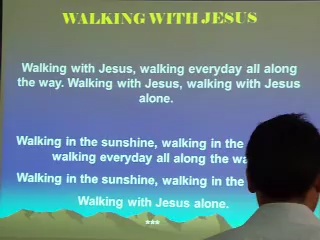 WALKING WITH JESUS
Walking with Jesus, walking everyday all along
the way. Walking with Jesus, walking with Jesus
alone.
Walking in the sunshine, walking in the
walking everyday all along the wa
Walking in the sunshine, walking in the
Walking with Jesus alone.
***